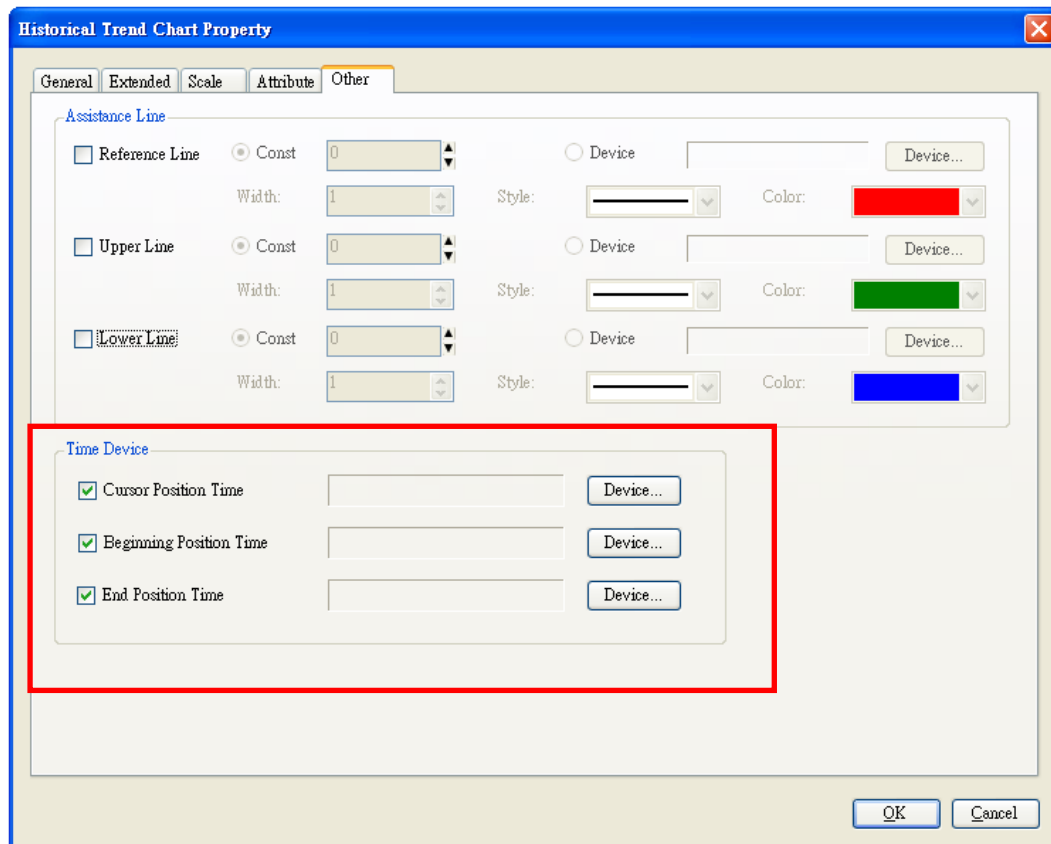 Historical Trend Chart Property
General Extended Scale Attribute Other
Assistance Line
Reference Line Const 0 Device Device...
Width: 1 Style: Color:
Upper Line Const 0 Device Device...
Width: 1 Style: Color:
Lower Line Const 0 Device Device...
Width: 1 Style: Color:
Time Device
Cursor Position Time Device...
Beginning Position Time Device...
End Position Time Device...
OK Cancel